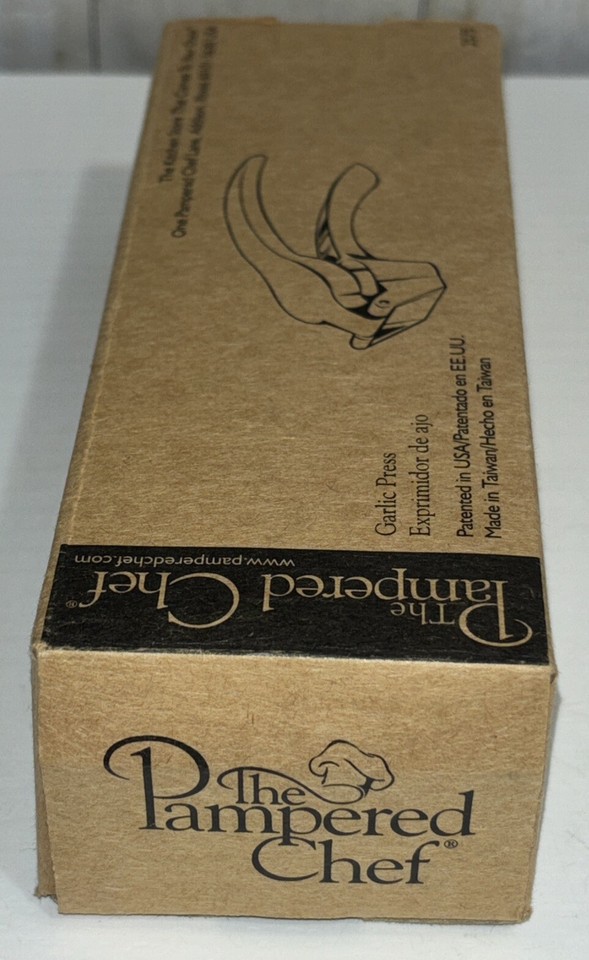 The Kitchen Store That Comes To Your Door®
One Pampered Chef Lane, Addison, Illinois
Garlic Press
Exprimidor de ajo
Patented in USA/Patentado en EE.UU.
Made in Taiwan/Hecho en Taiwan
The
Pampered Chef®
www.pamperedchef.com
The
Pampered
Chef®